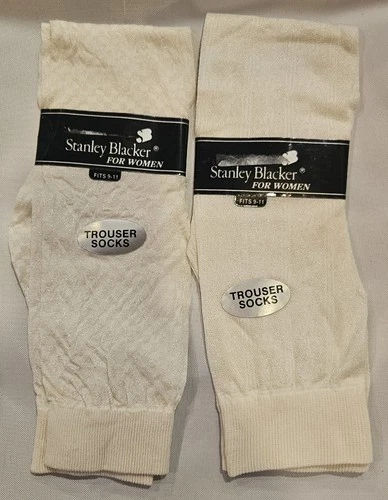 Stanley Blacker®
FOR WOMEN
FITS 9-11
TROUSER
SOCKS
Stanley Blacker®
FOR WOMEN
FITS 9-11
TROUSER
SOCKS